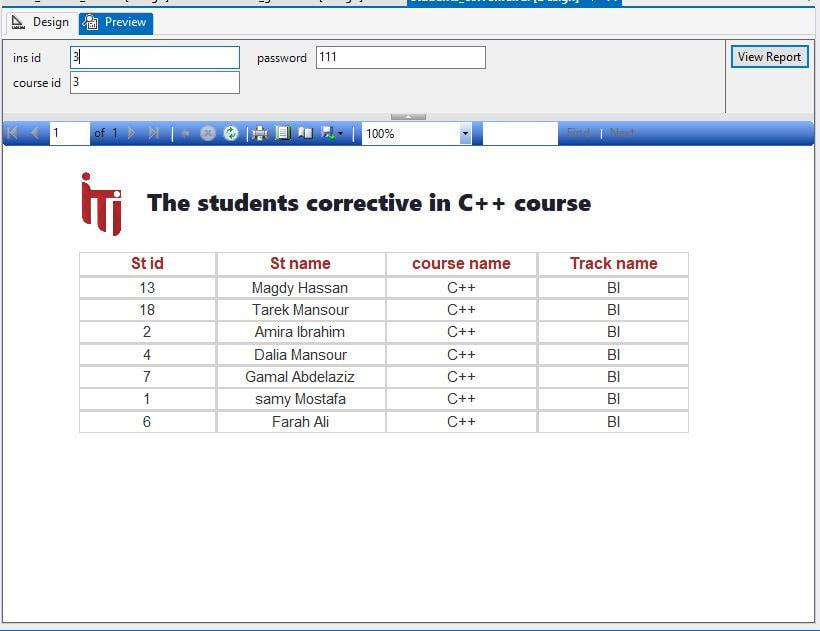 Design Preview
ins id 3 password 111 View Report
course id 3
1 of 1 100% Find | Next
iTi The students corrective in C++ course
St id St name course name Track name
13 Magdy Hassan C++ BI
18 Tarek Mansour C++ BI
2 Amira Ibrahim C++ BI
4 Dalia Mansour C++ BI
7 Gamal Abdelaziz C++ BI
1 samy Mostafa C++ BI
6 Farah Ali C++ BI